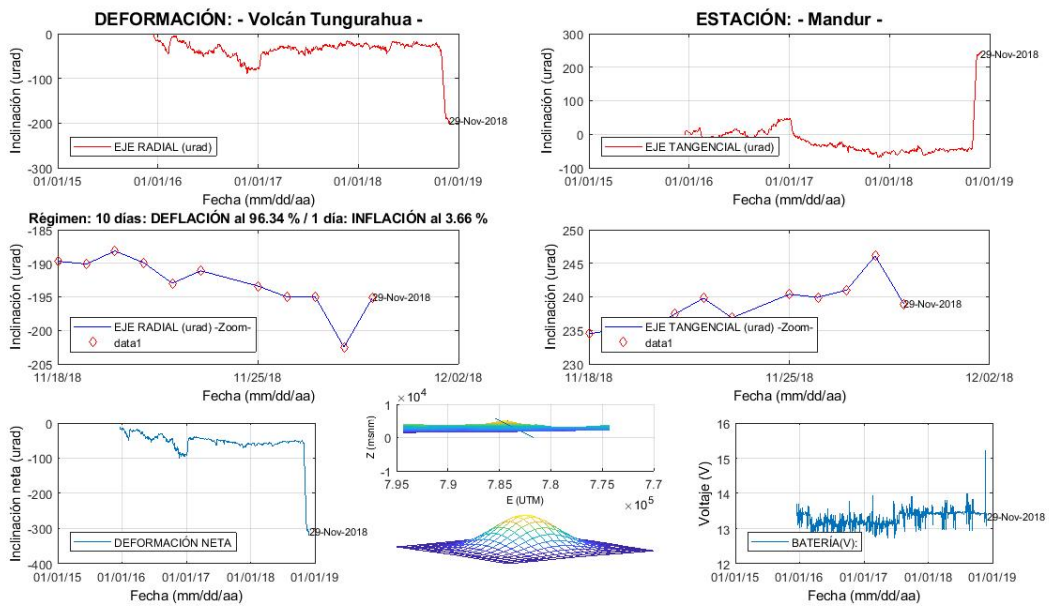 DEFORMACIÓN: - Volcán Tungurahua -
0
-100
-200
-300
Inclinación (urad)
29-Nov-2018
EJE RADIAL (urad)
01/01/15 01/01/16 01/01/17 01/01/18 01/01/19
Fecha (mm/dd/aa)
ESTACIÓN: - Mandur -
300
200
100
0
-100
Inclinación (urad)
29-Nov-2018
EJE TANGENCIAL (urad)
01/01/15 01/01/16 01/01/17 01/01/18 01/01/19
Fecha (mm/dd/aa)
Règimen: 10 días: DEFLACIÓN al 96.34 % / 1 día: INFLACIÓN al 3.66 %
-185
-190
-195
-200
-205
Inclinación (urad)
29-Nov-2018
EJE RADIAL (urad) -Zoom-
data1
11/18/18 11/25/18 12/02/18
Fecha (mm/dd/aa)
250
245
240
235
230
Inclinación (urad)
29-Nov-2018
EJE TANGENCIAL (urad) -Zoom-
data1
11/18/18 11/25/18 12/02/18
Fecha (mm/dd/aa)
0
-100
-200
-300
-400
Inclinación neta (urad)
29-Nov-2018
DEFORMACIÓN NETA
01/01/15 01/01/16 01/01/17 01/01/18 01/01/19
Fecha (mm/dd/aa)
× 10⁴
1
0
-1
Z (msnm)
7.95 7.9 7.85 7.8 7.75 7.7
E (UTM)
× 10⁵
16
15
14
13
12
Voltaje (V)
29-Nov-2018
BATERÍA(V):
01/01/15 01/01/16 01/01/17 01/01/18 01/01/19
Fecha (mm/dd/aa)